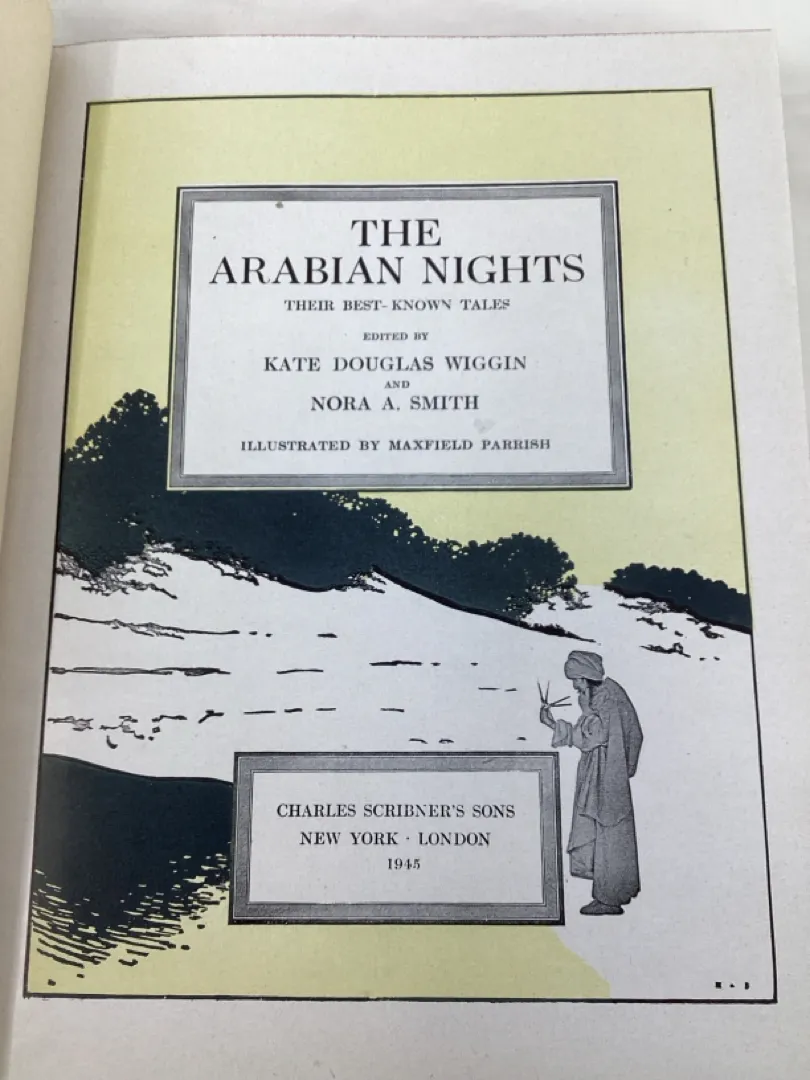 THE
ARABIAN NIGHTS
THEIR BEST-KNOWN TALES
EDITED BY
KATE DOUGLAS WIGGIN
AND
NORA A. SMITH
ILLUSTRATED BY MAXFIELD PARRISH
CHARLES SCRIBNER'S SONS
NEW YORK · LONDON
1945